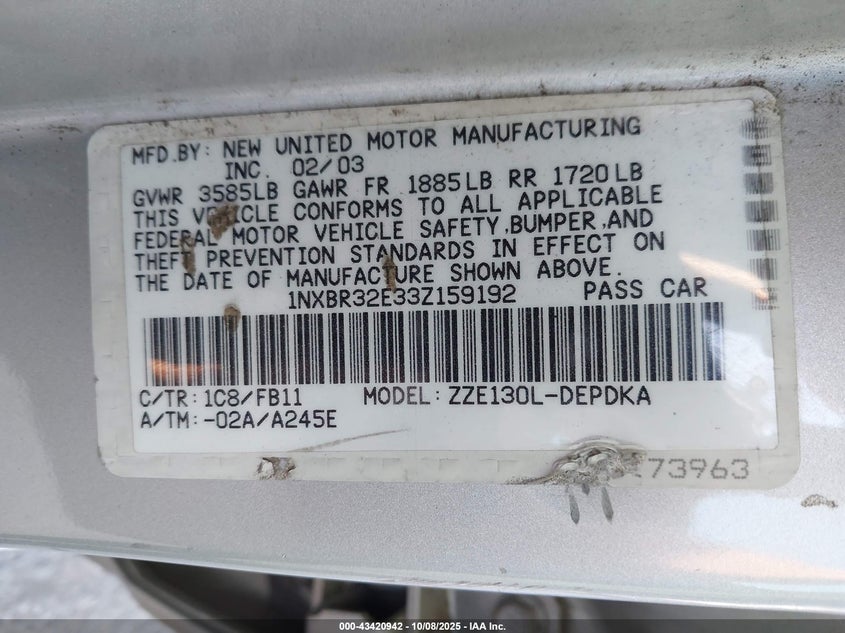 MFD.BY: NEW UNITED MOTOR MANUFACTURING
INC. 02/03
GVWR 3585LB GAWR FR 1885LB RR 1720LB
THIS VEHICLE CONFORMS TO ALL APPLICABLE
FEDERAL MOTOR VEHICLE SAFETY,BUMPER,AND
THEFT PREVENTION STANDARDS IN EFFECT ON
THE DATE OF MANUFACTURE SHOWN ABOVE.
1NXBR32E33Z159192 PASS CAR
C/TR: 1C8/FB11 MODEL: ZZE130L-DEPDKA
A/TM: -02A/A245E
73963
000-43420942 - 10/08/2025 - IAA Inc.